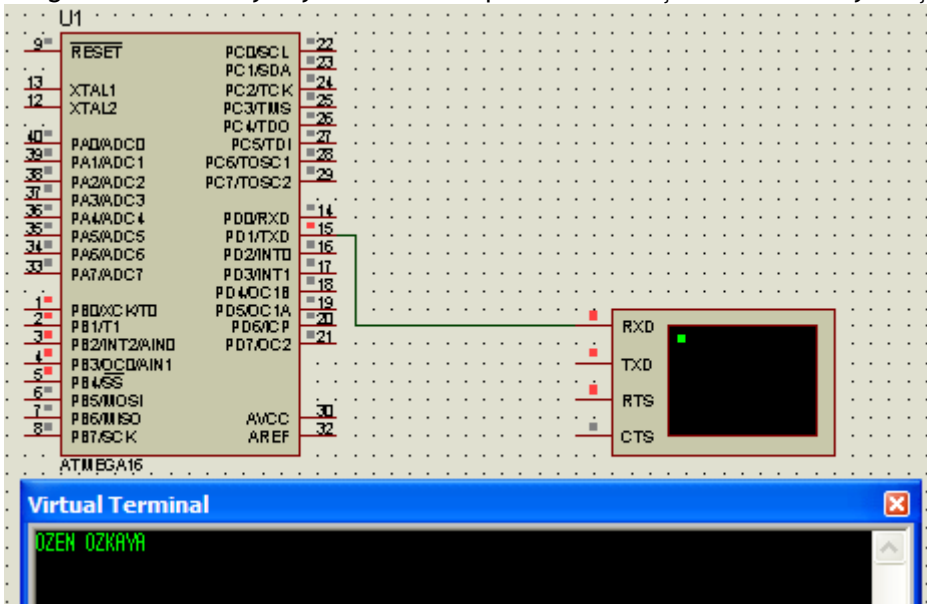 U1
9 RESET PC0/SCL 22
PC1/SDA 23
13 XTAL1 PC2/TCK 24
12 XTAL2 PC3/TMS 25
PC4/TDO 26
40 PA0/ADC0 PC5/TDI 27
39 PA1/ADC1 PC6/TOSC1 28
38 PA2/ADC2 PC7/TOSC2 29
37 PA3/ADC3
36 PA4/ADC4 PD0/RXD 14
35 PA5/ADC5 PD1/TXD 15
34 PA6/ADC6 PD2/INT0 16
33 PA7/ADC7 PD3/INT1 17
PD4/OC1B 18
1 PB0/XCK/T0 PD5/OC1A 19
2 PB1/T1 PD6/ICP 20
3 PB2/INT2/AIN0 PD7/OC2 21
4 PB3/OC0/AIN1
5 PB4/SS
6 PB5/MOSI
7 PB6/MISO AVCC 30
8 PB7/SCK AREF 32
ATMEGA16
RXD
TXD
RTS
CTS
Virtual Terminal
OZEN OZKAYA